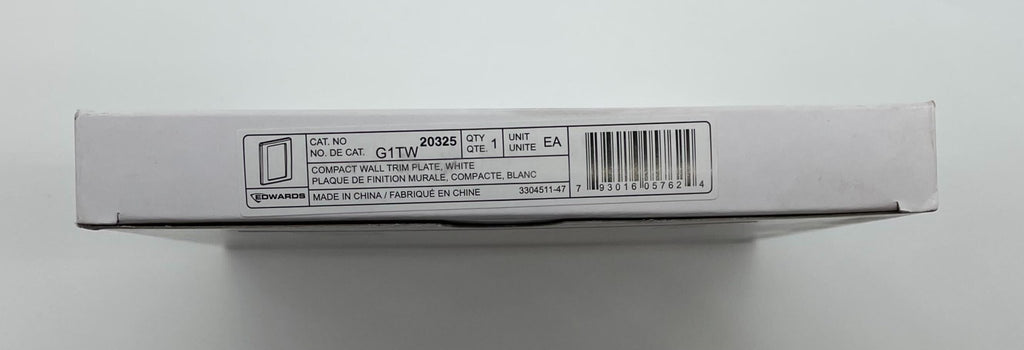 CAT. NO 20325
NO. DE CAT. G1TW
QTY
QTE. 1
UNIT
UNITE EA
COMPACT WALL TRIM PLATE, WHITE
PLAQUE DE FINITION MURALE, COMPACTE, BLANC
EDWARDS
MADE IN CHINA / FABRIQUÉ EN CHINE 3304511-47
7 93016 05762 4